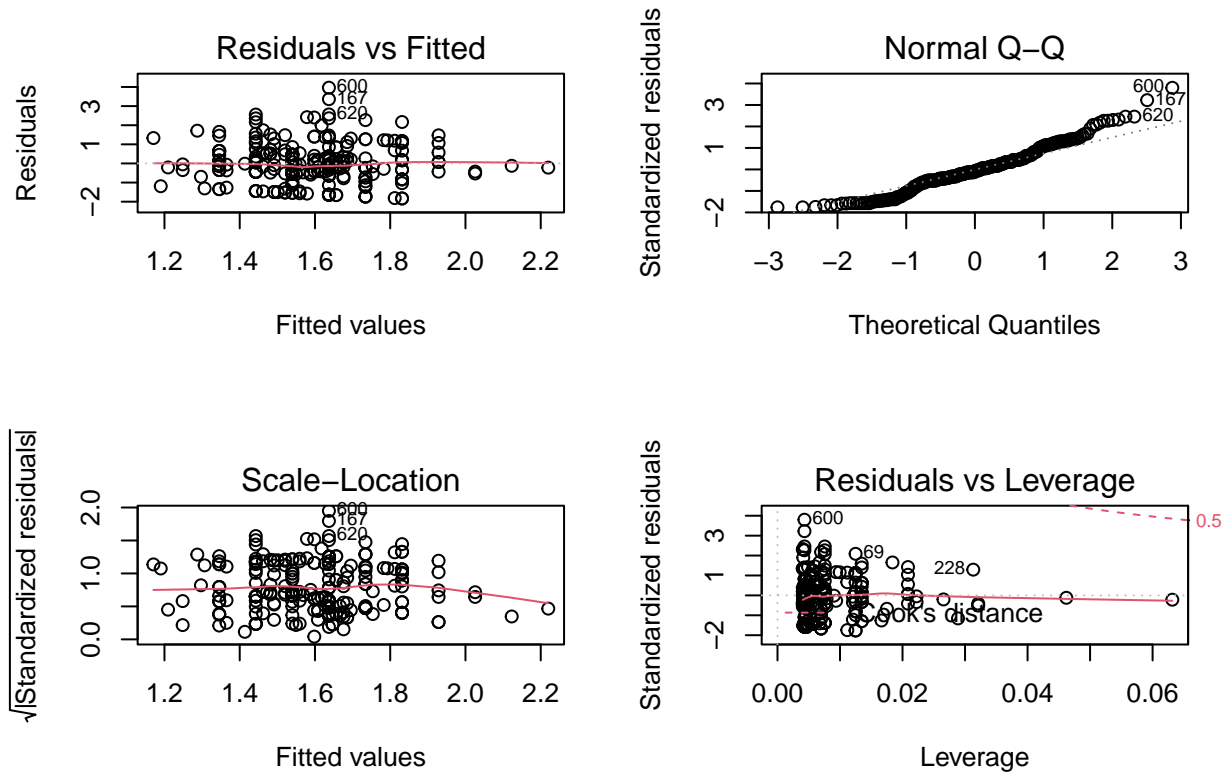 Residuals vs Fitted
Residuals
3
1
−2
600
167
620
1.2 1.4 1.6 1.8 2.0 2.2
Fitted values
Normal Q−Q
Standardized residuals
3
1
−2
600
167
620
−3 −2 −1 0 1 2 3
Theoretical Quantiles
Scale−Location
√|Standardized residuals|
2.0
1.0
0.0
600
167
620
1.2 1.4 1.6 1.8 2.0 2.2
Fitted values
Residuals vs Leverage
Standardized residuals
3
1
−2
600
69
228
0.5
Cook's distance
0.00 0.02 0.04 0.06
Leverage